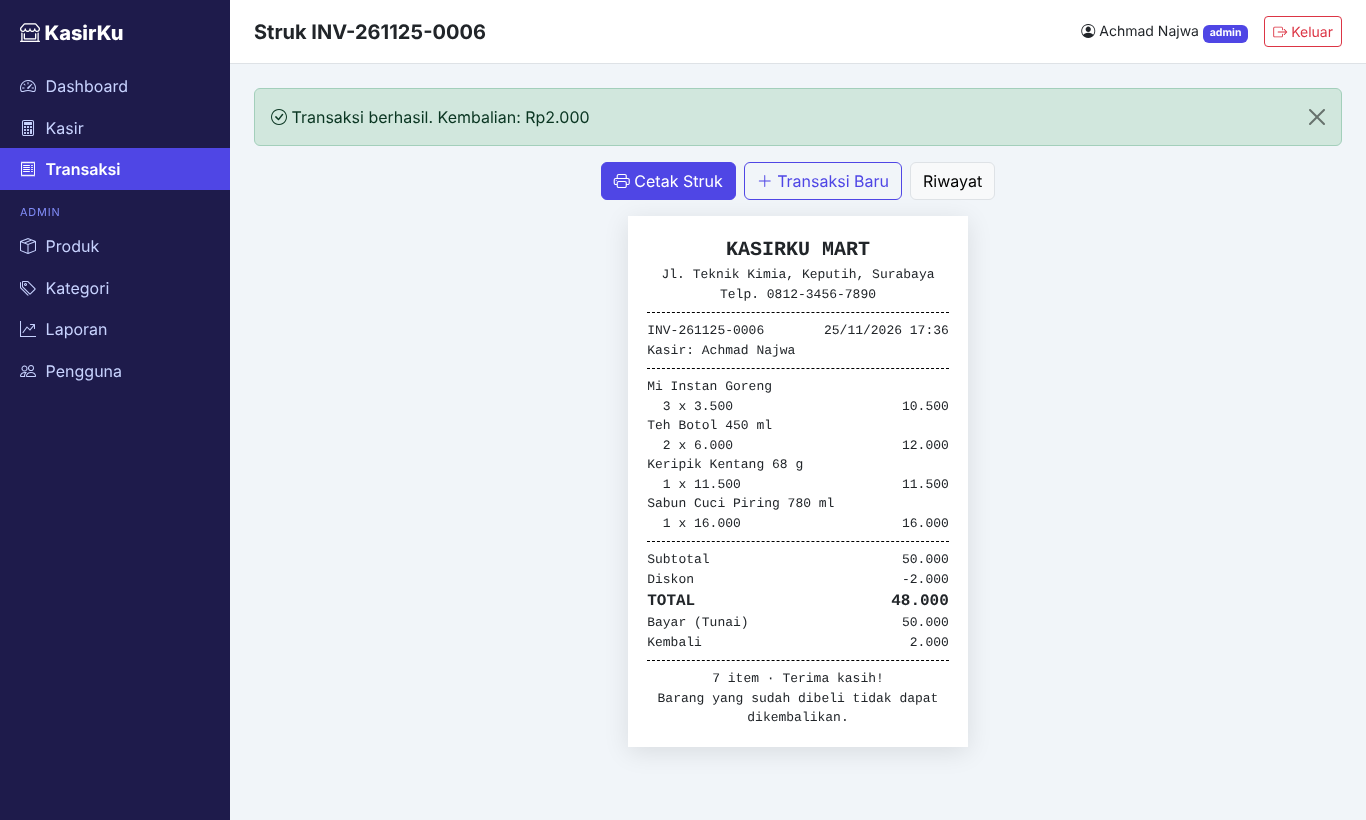 KasirKu
Dashboard
Kasir
Transaksi
ADMIN
Produk
Kategori
Laporan
Pengguna
Struk INV-261125-0006
Achmad Najwa admin
Keluar
Transaksi berhasil. Kembalian: Rp2.000
Cetak Struk
Transaksi Baru
Riwayat
KASIRKU MART
Jl. Teknik Kimia, Keputih, Surabaya
Telp. 0812-3456-7890
INV-261125-0006 25/11/2026 17:36
Kasir: Achmad Najwa
Mi Instan Goreng
3 x 3.500 10.500
Teh Botol 450 ml
2 x 6.000 12.000
Keripik Kentang 68 g
1 x 11.500 11.500
Sabun Cuci Piring 780 ml
1 x 16.000 16.000
Subtotal 50.000
Diskon -2.000
TOTAL 48.000
Bayar (Tunai) 50.000
Kembali 2.000
7 item · Terima kasih!
Barang yang sudah dibeli tidak dapat
dikembalikan.